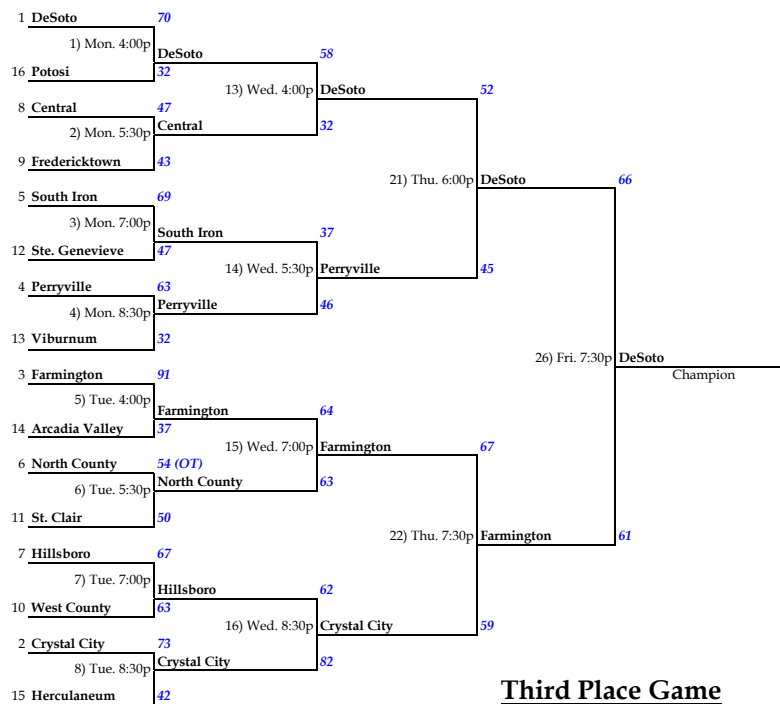 1 DeSoto 70
1) Mon. 4:00p DeSoto 58
16 Potosi 32
13) Wed. 4:00p DeSoto 52
8 Central 47
2) Mon. 5:30p Central 32
9 Fredericktown 43
21) Thu. 6:00p DeSoto 66
5 South Iron 69
3) Mon. 7:00p South Iron 37
12 Ste. Genevieve 47
14) Wed. 5:30p Perryville 45
4 Perryville 63
4) Mon. 8:30p Perryville 46
13 Viburnum 32
26) Fri. 7:30p DeSoto
Champion
3 Farmington 91
5) Tue. 4:00p Farmington 64
14 Arcadia Valley 37
15) Wed. 7:00p Farmington 67
6 North County 54 (OT)
6) Tue. 5:30p North County 63
11 St. Clair 50
22) Thu. 7:30p Farmington 61
7 Hillsboro 67
7) Tue. 7:00p Hillsboro 62
10 West County 63
16) Wed. 8:30p Crystal City 59
2 Crystal City 73
8) Tue. 8:30p Crystal City 82
15 Herculaneum 42
Third Place Game